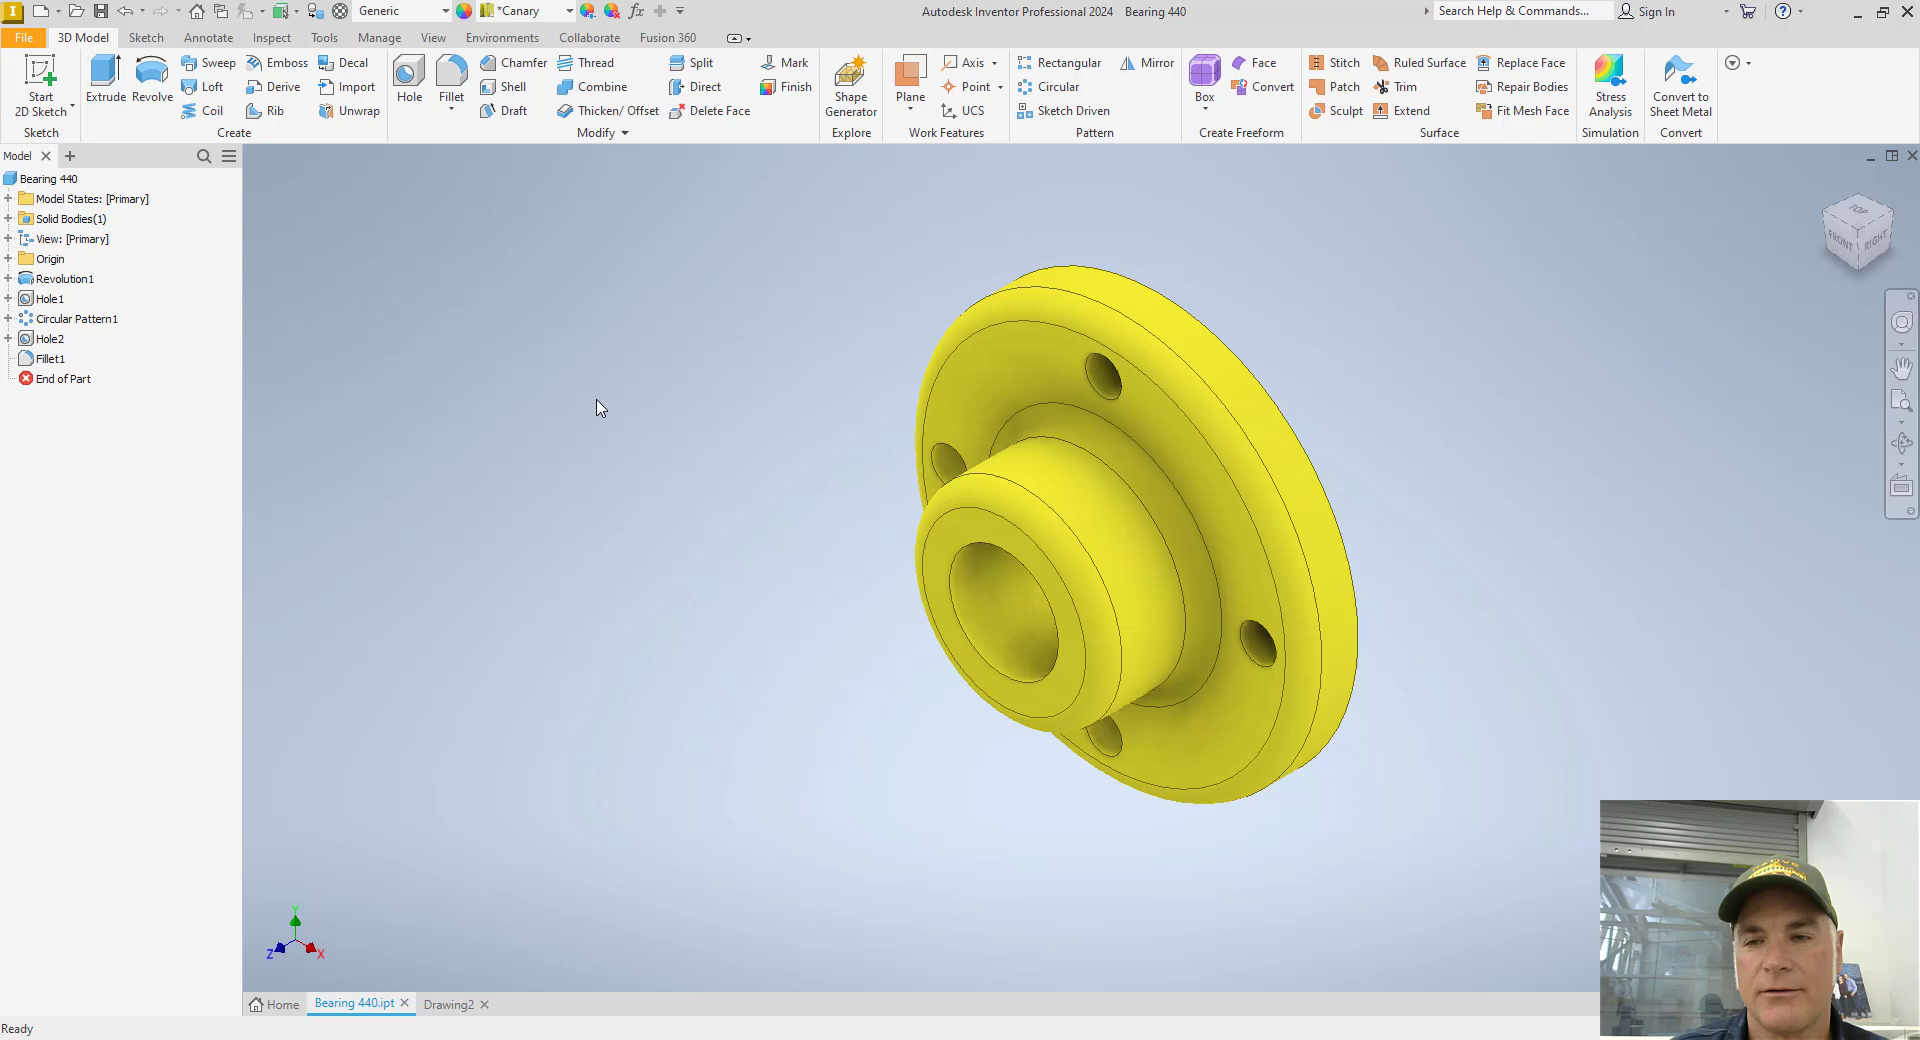 I Generic *Canary fx Autodesk Inventor Professional 2024 Bearing 440 Search Help & Commands... Sign In
File 3D Model Sketch Annotate Inspect Tools Manage View Environments Collaborate Fusion 360
Start 2D Sketch Extrude Revolve Sweep Emboss Decal Hole Fillet Chamfer Thread Split Mark Shape Generator Plane Axis Rectangular Mirror Box Face Stitch Ruled Surface Replace Face Stress Analysis Convert to Sheet Metal
Loft Derive Import Shell Combine Direct Finish Point Circular Convert Patch Trim Repair Bodies
Coil Rib Unwrap Draft Thicken/ Offset Delete Face UCS Sketch Driven Sculpt Extend Fit Mesh Face
Sketch Create Modify Explore Work Features Pattern Create Freeform Surface Simulation Convert
Model
Bearing 440
Model States: [Primary]
Solid Bodies(1)
View: [Primary]
Origin
Revolution1
Hole1
Circular Pattern1
Hole2
Fillet1
End of Part
TOP
FRONT RIGHT
Y
Z X
Home Bearing 440.ipt Drawing2
Ready